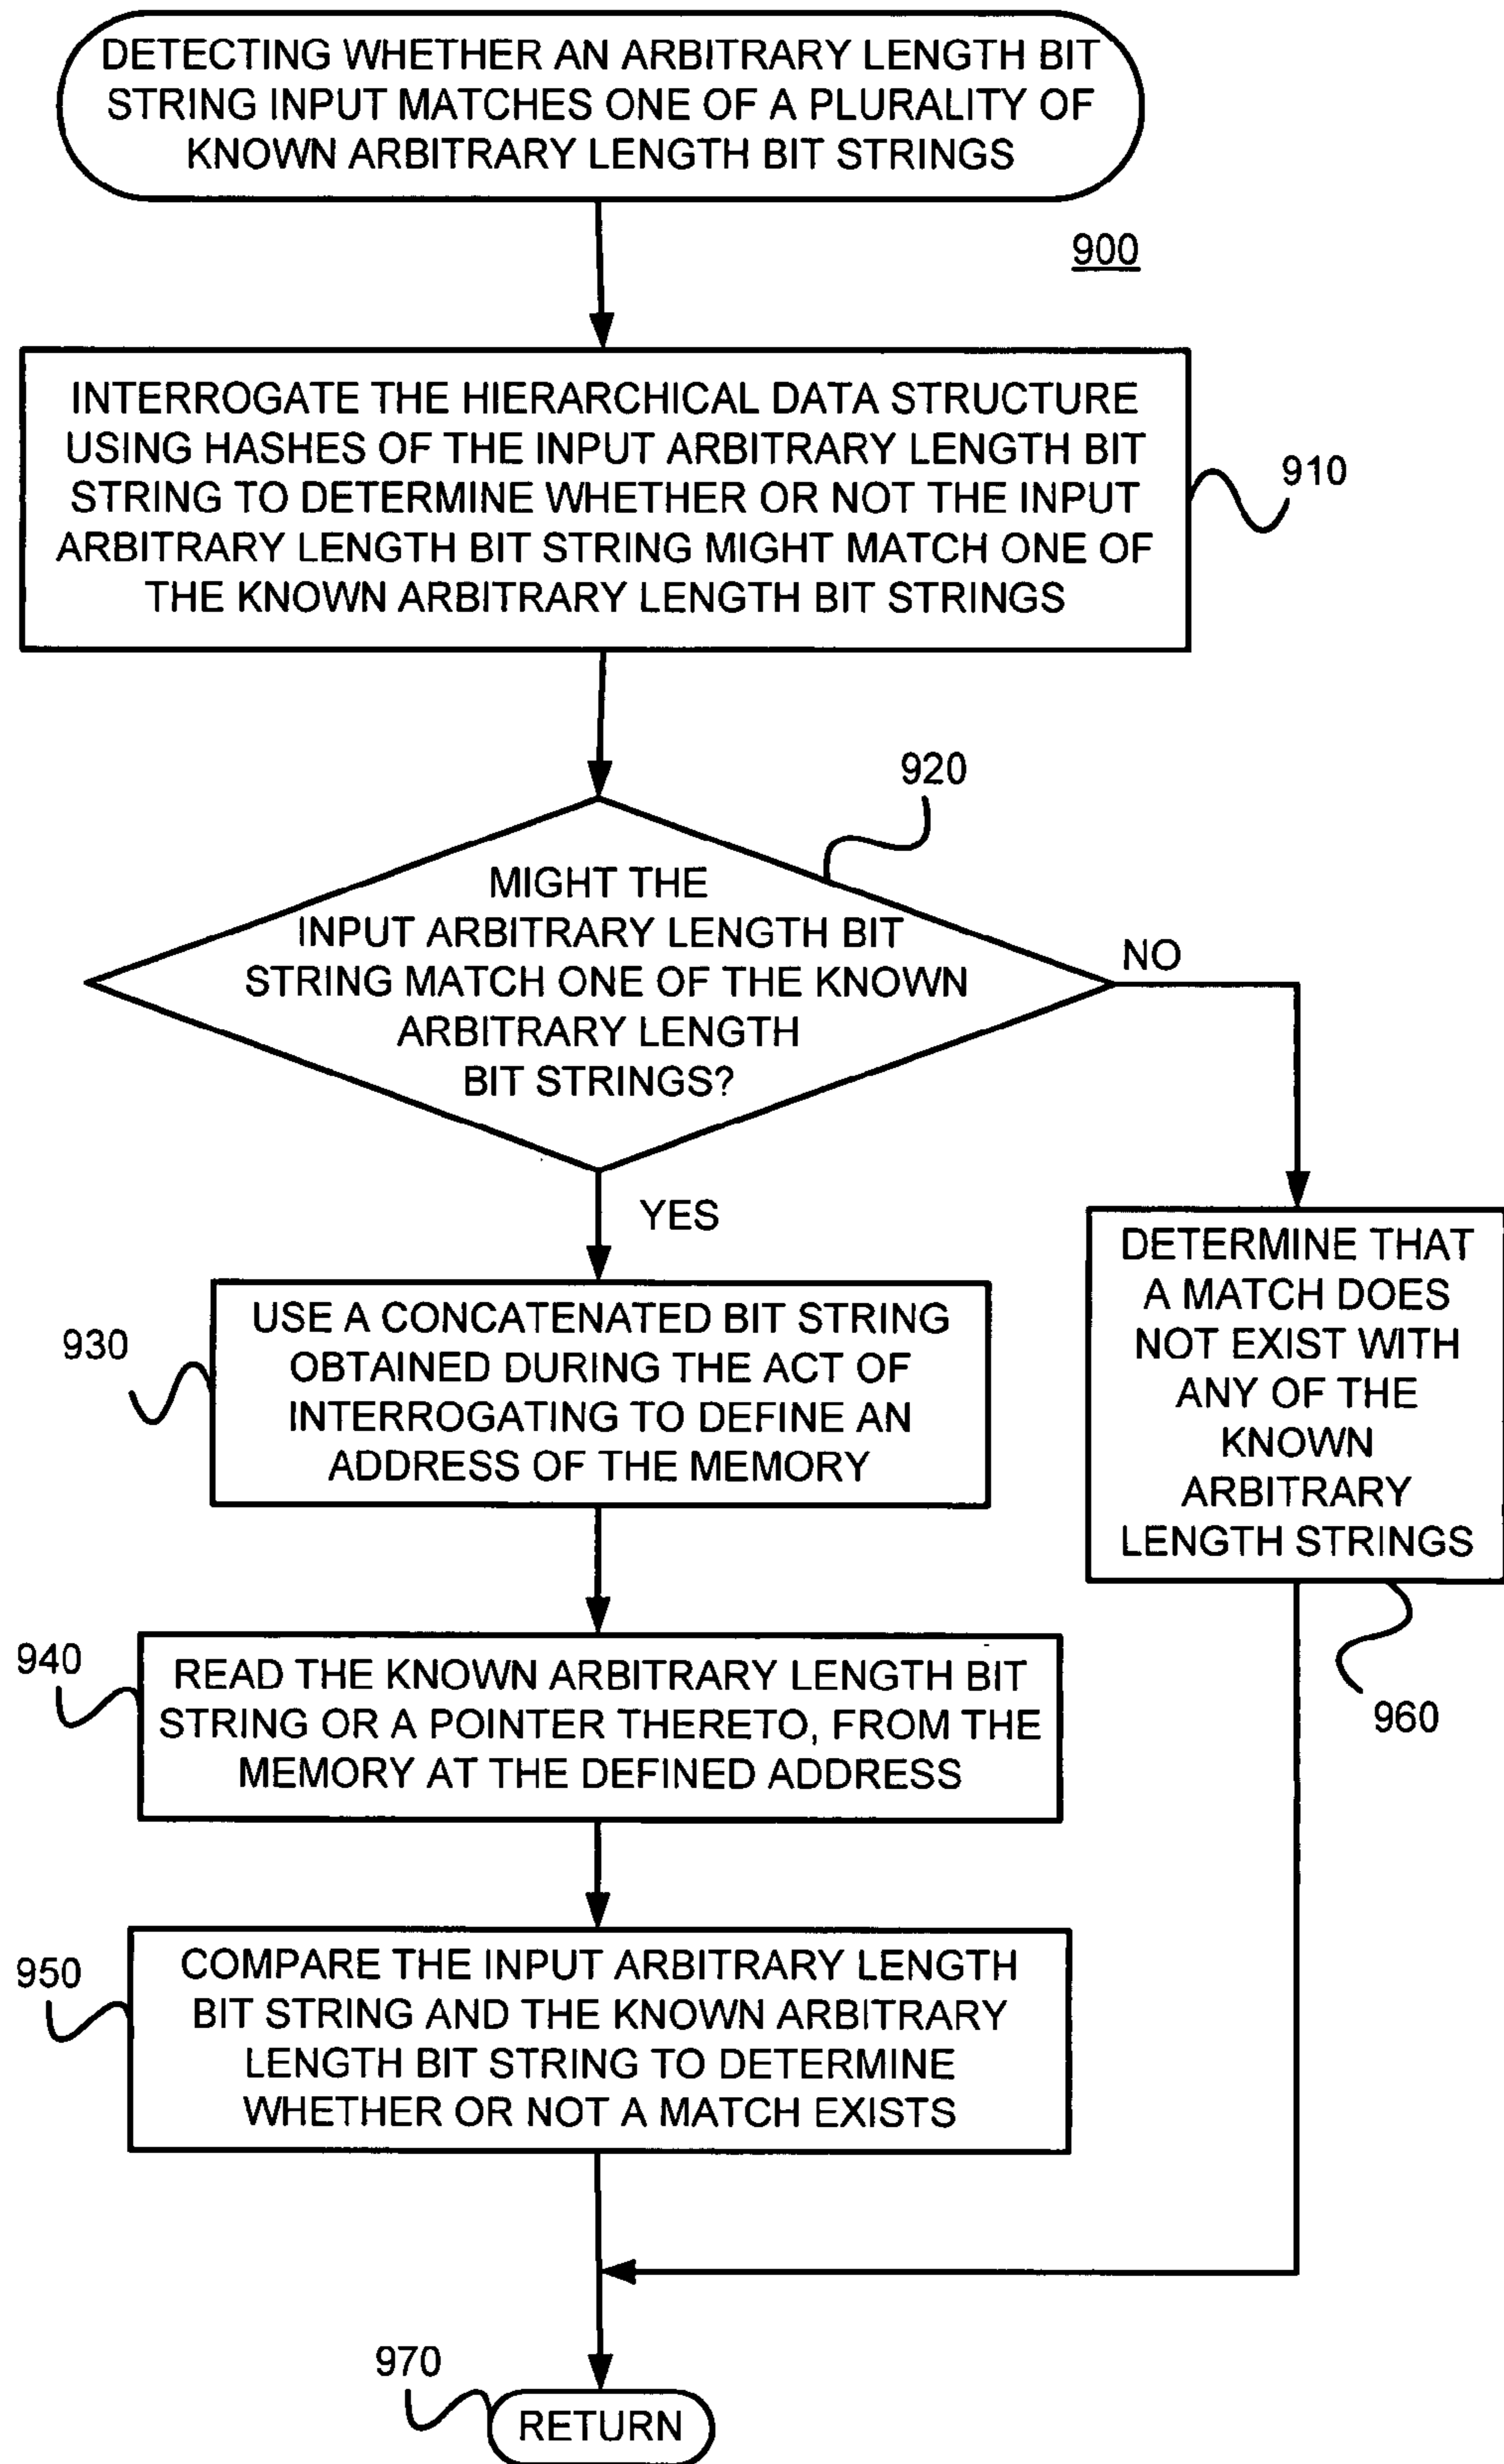 DETECTING WHETHER AN ARBITRARY LENGTH BIT
STRING INPUT MATCHES ONE OF A PLURALITY OF
KNOWN ARBITRARY LENGTH BIT STRINGS
900
INTERROGATE THE HIERARCHICAL DATA STRUCTURE
USING HASHES OF THE INPUT ARBITRARY LENGTH BIT
STRING TO DETERMINE WHETHER OR NOT THE INPUT
ARBITRARY LENGTH BIT STRING MIGHT MATCH ONE OF
THE KNOWN ARBITRARY LENGTH BIT STRINGS
910
920
MIGHT THE
INPUT ARBITRARY LENGTH BIT
STRING MATCH ONE OF THE KNOWN
ARBITRARY LENGTH
BIT STRINGS?
NO
YES
930
USE A CONCATENATED BIT STRING
OBTAINED DURING THE ACT OF
INTERROGATING TO DEFINE AN
ADDRESS OF THE MEMORY
DETERMINE THAT
A MATCH DOES
NOT EXIST WITH
ANY OF THE
KNOWN
ARBITRARY
LENGTH STRINGS
960
940
READ THE KNOWN ARBITRARY LENGTH BIT
STRING OR A POINTER THERETO, FROM THE
MEMORY AT THE DEFINED ADDRESS
950
COMPARE THE INPUT ARBITRARY LENGTH
BIT STRING AND THE KNOWN ARBITRARY
LENGTH BIT STRING TO DETERMINE
WHETHER OR NOT A MATCH EXISTS
970
RETURN